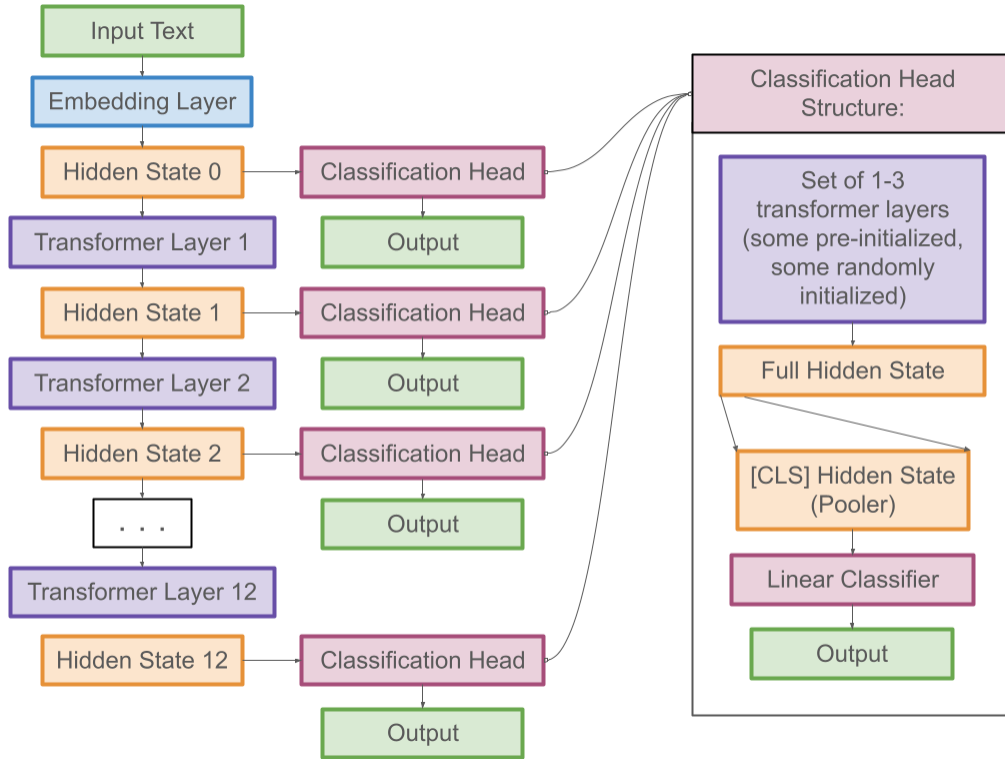 Input Text
Embedding Layer
Hidden State 0
Classification Head
Output
Transformer Layer 1
Hidden State 1
Classification Head
Output
Transformer Layer 2
Hidden State 2
Classification Head
Output
. . .
Transformer Layer 12
Hidden State 12
Classification Head
Output
Classification Head
Structure:
Set of 1-3
transformer layers
(some pre-initialized,
some randomly
initialized)
Full Hidden State
[CLS] Hidden State
(Pooler)
Linear Classifier
Output